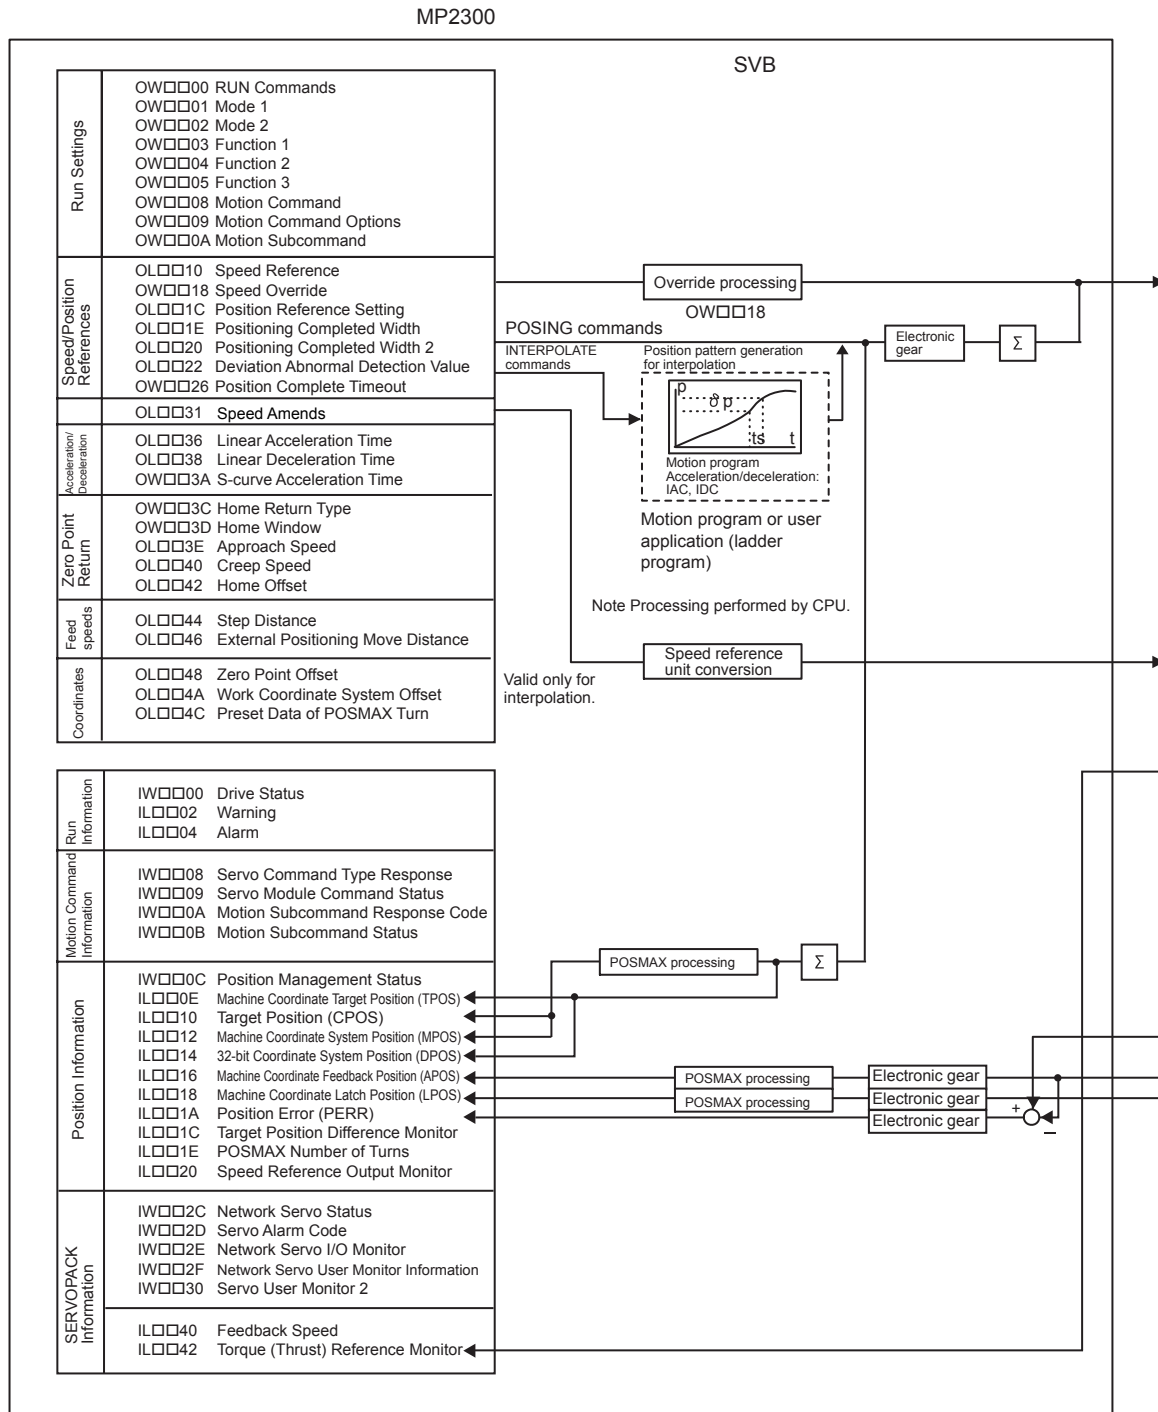 MP2300
SVB
Run Settings
OW□□00 RUN Commands
OW□□01 Mode 1
OW□□02 Mode 2
OW□□03 Function 1
OW□□04 Function 2
OW□□05 Function 3
OW□□08 Motion Command
OW□□09 Motion Command Options
OW□□0A Motion Subcommand
Speed/Position
References
OL□□10 Speed Reference
OW□□18 Speed Override
OL□□1C Position Reference Setting
OL□□1E Positioning Completed Width
OL□□20 Positioning Completed Width 2
OL□□22 Deviation Abnormal Detection Value
OW□□26 Position Complete Timeout
OL□□31 Speed Amends
Acceleration/
Deceleration
OL□□36 Linear Acceleration Time
OL□□38 Linear Deceleration Time
OW□□3A S-curve Acceleration Time
Zero Point
Return
OW□□3C Home Return Type
OW□□3D Home Window
OL□□3E Approach Speed
OL□□40 Creep Speed
OL□□42 Home Offset
Feed
speeds
OL□□44 Step Distance
OL□□46 External Positioning Move Distance
Coordinates
OL□□48 Zero Point Offset
OL□□4A Work Coordinate System Offset
OL□□4C Preset Data of POSMAX Turn
Override processing
OW□□18
POSING commands
INTERPOLATE
commands
Position pattern generation
for interpolation
p
δ p
ts
t
Motion program
Acceleration/deceleration:
IAC, IDC
Electronic
gear
Σ
Motion program or user
application (ladder
program)
Note Processing performed by CPU.
Speed reference
unit conversion
Valid only for
interpolation.
Run
Information
IW□□00 Drive Status
IL□□02 Warning
IL□□04 Alarm
Motion Command
Information
IW□□08 Servo Command Type Response
IW□□09 Servo Module Command Status
IW□□0A Motion Subcommand Response Code
IW□□0B Motion Subcommand Status
Position Information
IW□□0C Position Management Status
IL□□0E Machine Coordinate Target Position (TPOS)
IL□□10 Target Position (CPOS)
IL□□12 Machine Coordinate System Position (MPOS)
IL□□14 32-bit Coordinate System Position (DPOS)
IL□□16 Machine Coordinate Feedback Position (APOS)
IL□□18 Machine Coordinate Latch Position (LPOS)
IL□□1A Position Error (PERR)
IL□□1C Target Position Difference Monitor
IL□□1E POSMAX Number of Turns
IL□□20 Speed Reference Output Monitor
POSMAX processing
Σ
POSMAX processing
Electronic gear
POSMAX processing
Electronic gear
Electronic gear
+
−
SERVOPACK
Information
IW□□2C Network Servo Status
IW□□2D Servo Alarm Code
IW□□2E Network Servo I/O Monitor
IW□□2F Network Servo User Monitor Information
IW□□30 Servo User Monitor 2
IL□□40 Feedback Speed
IL□□42 Torque (Thrust) Reference Monitor